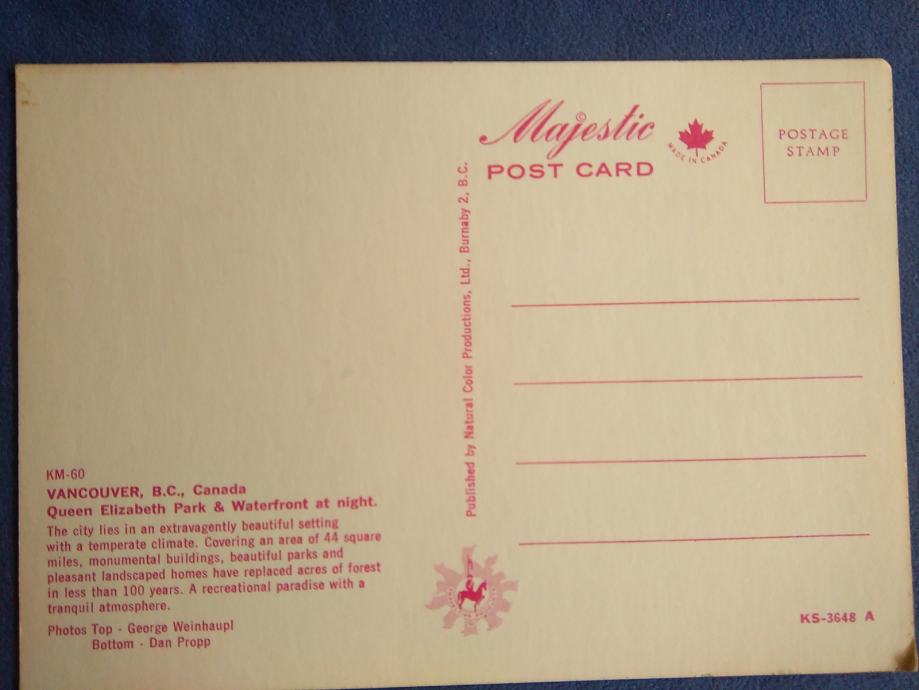 Majestic ©
POST CARD
MADE IN CANADA
POSTAGE
STAMP
Published by Natural Color Productions, Ltd., Burnaby 2, B.C.
KM-60
VANCOUVER, B.C., Canada
Queen Elizabeth Park & Waterfront at night.
The city lies in an extravagently beautiful setting
with a temperate climate. Covering an area of 44 square
miles, monumental buildings, beautiful parks and
pleasant landscaped homes have replaced acres of forest
in less than 100 years. A recreational paradise with a
tranquil atmosphere.
Photos Top - George Weinhaupl
Bottom - Dan Propp
KS-3648 A